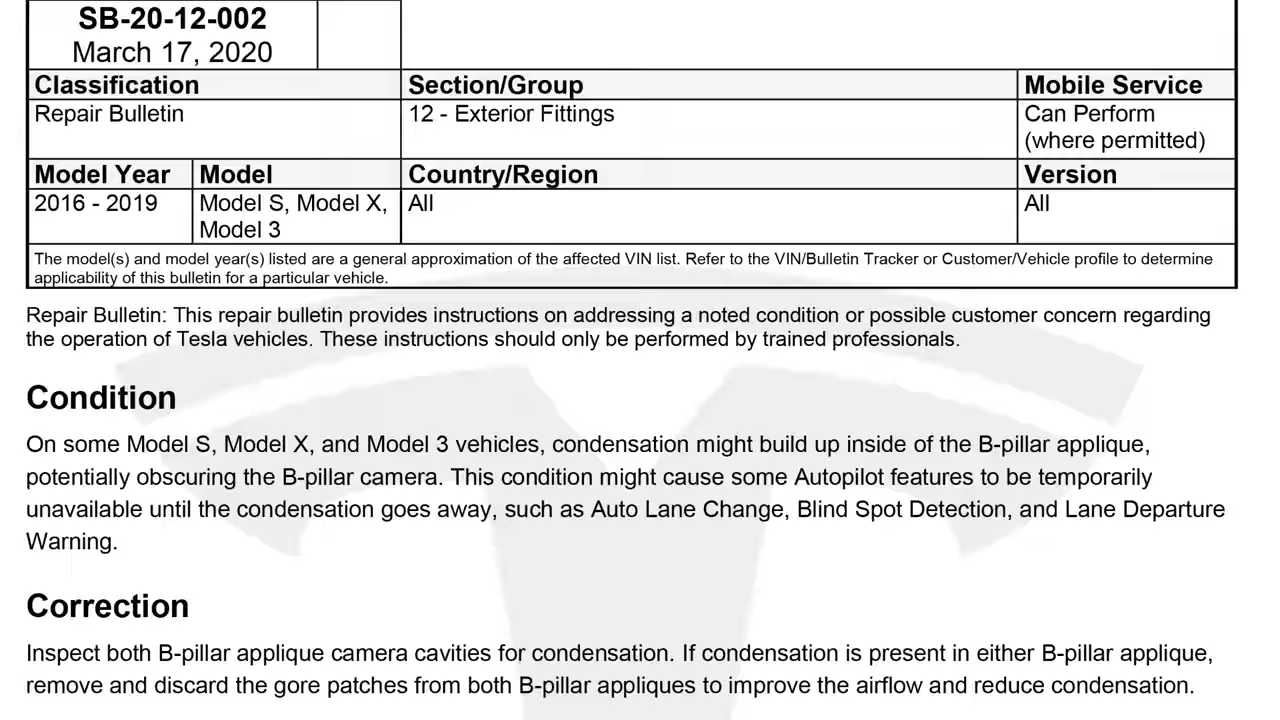 SB-20-12-002
March 17, 2020
Classification
Section/Group
Mobile Service
Repair Bulletin
12 - Exterior Fittings
Can Perform
(where permitted)
Model Year
Model
Country/Region
Version
2016 - 2019
Model S, Model X,
Model 3
All
All
The model(s) and model year(s) listed are a general approximation of the affected VIN list. Refer to the VIN/Bulletin Tracker or Customer/Vehicle profile to determine
applicability of this bulletin for a particular vehicle.
Repair Bulletin: This repair bulletin provides instructions on addressing a noted condition or possible customer concern regarding
the operation of Tesla vehicles. These instructions should only be performed by trained professionals.
Condition
On some Model S, Model X, and Model 3 vehicles, condensation might build up inside of the B-pillar applique,
potentially obscuring the B-pillar camera. This condition might cause some Autopilot features to be temporarily
unavailable until the condensation goes away, such as Auto Lane Change, Blind Spot Detection, and Lane Departure
Warning.
Correction
Inspect both B-pillar applique camera cavities for condensation. If condensation is present in either B-pillar applique,
remove and discard the gore patches from both B-pillar appliques to improve the airflow and reduce condensation.